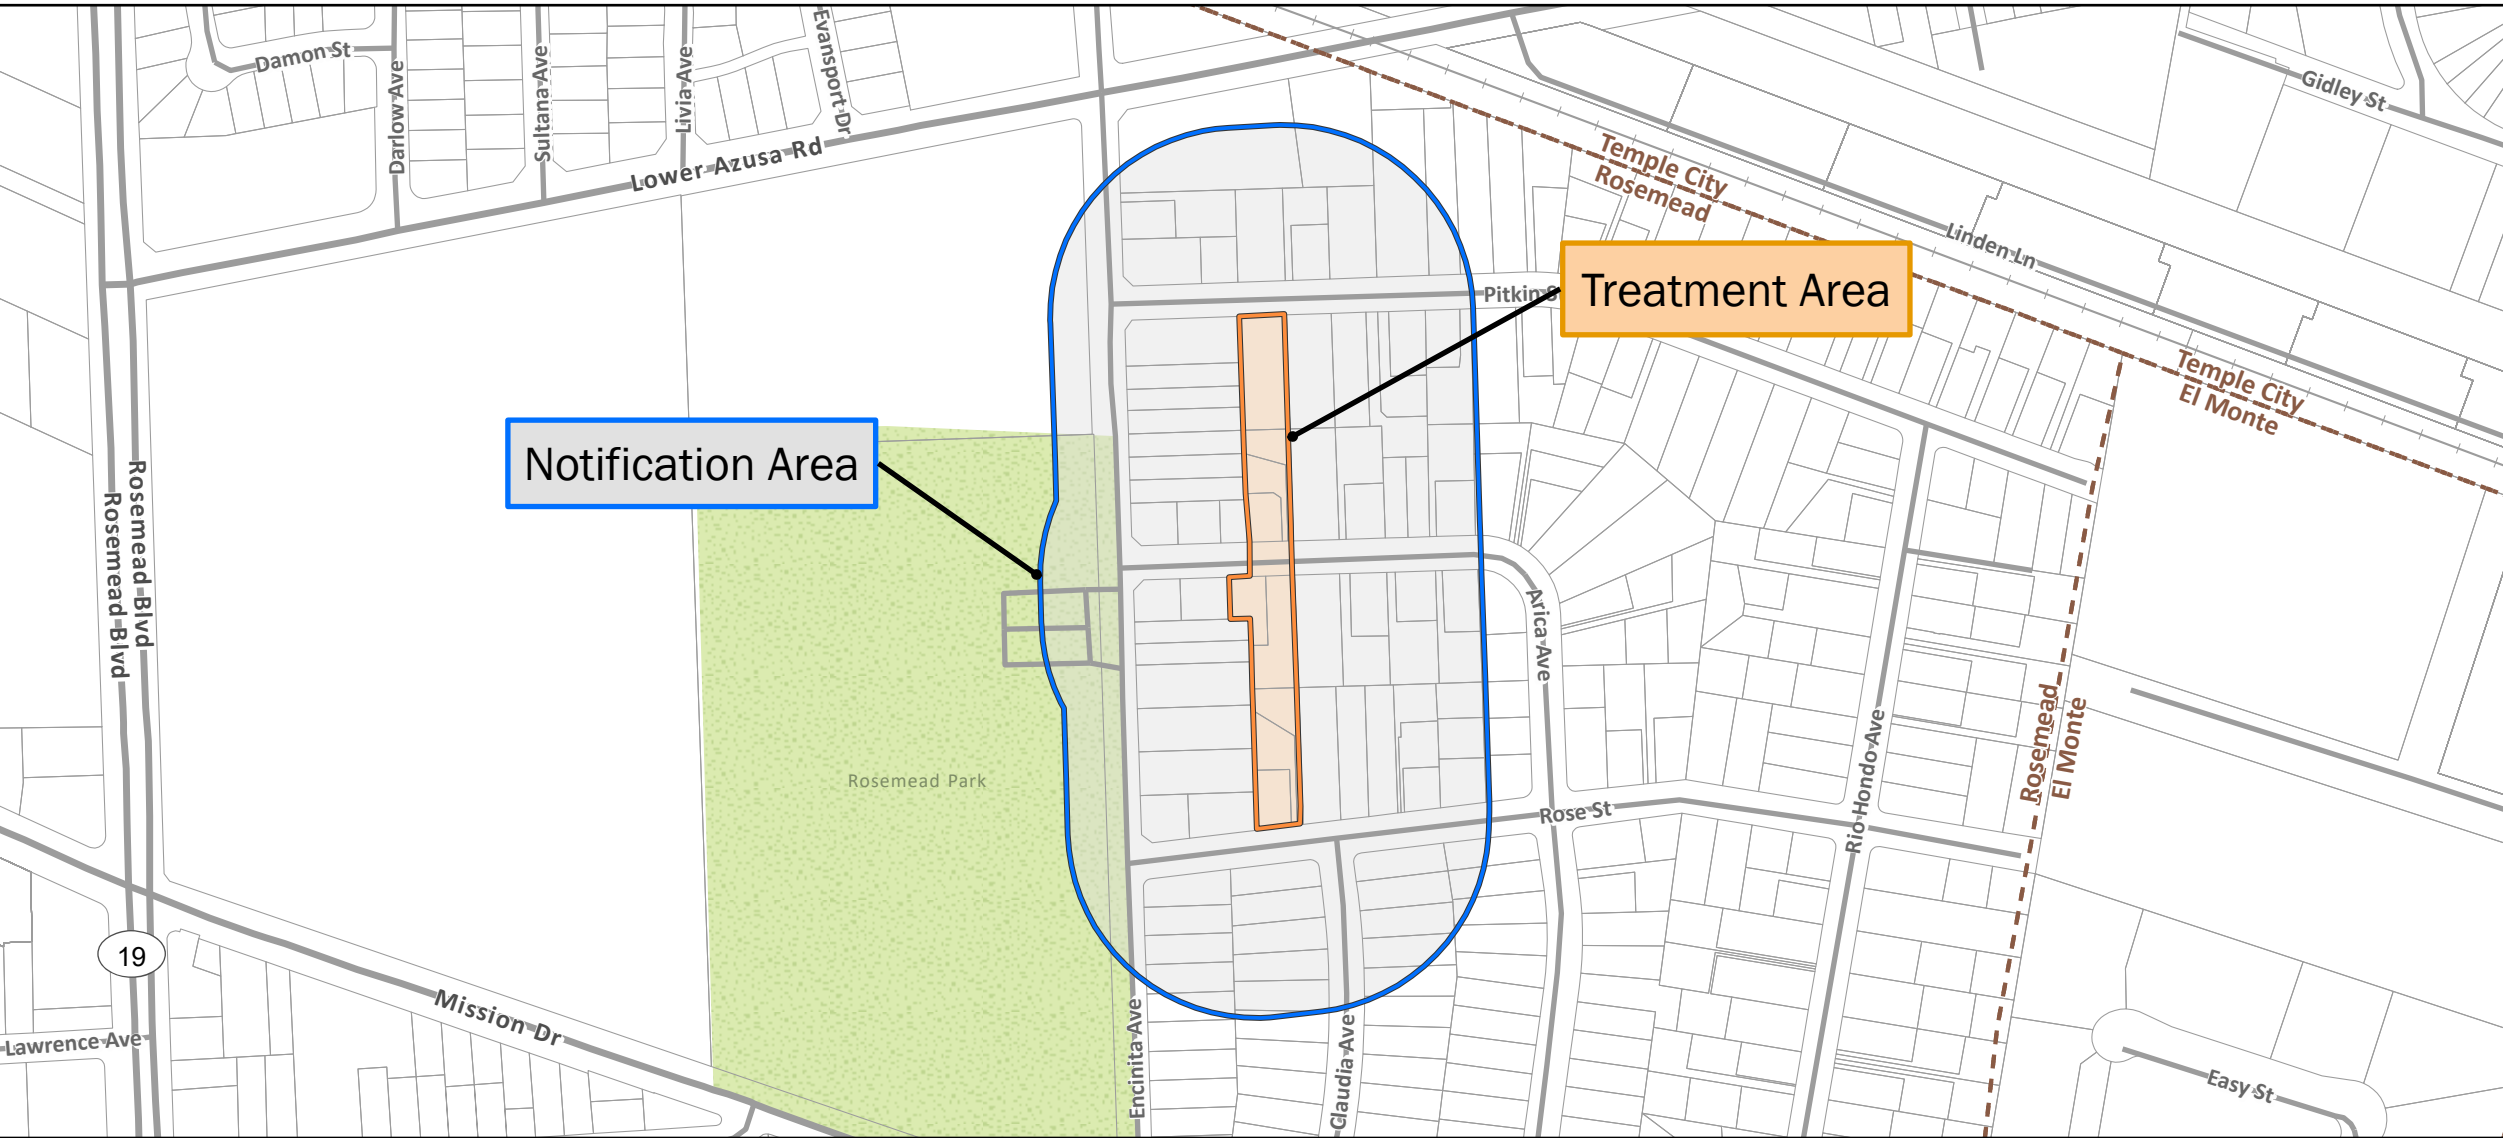 Damon St
Darlow Ave
Sultana Ave
Livia Ave
Evansport Dr
Lower Azusa Rd
Gidley St
Temple City
Rosemead
Linden Ln
Treatment Area
Pitkin S
Temple City
El Monte
Notification Area
Rosemead Blvd
Rosemead Blvd
Arica Ave
Rosemead
El Monte
Rio Hondo Ave
Rosemead Park
Rose St
19
Mission Dr
Lawrence Ave
Encinita Ave
Claudia Ave
Easy St